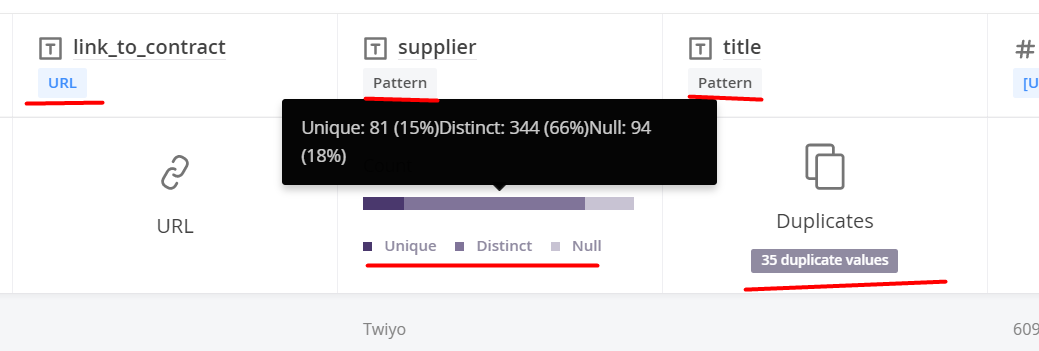 link_to_contract
URL
supplier
Pattern
title
Pattern
#
[U
Unique: 81 (15%)Distinct: 344 (66%)Null: 94
(18%)
URL
Unique Distinct Null
Duplicates
35 duplicate values
Twiyo
609